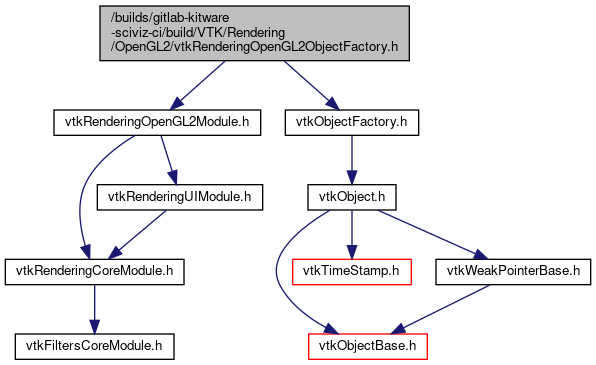 /builds/gitlab-kitware
-sciviz-ci/build/VTK/Rendering
/OpenGL2/vtkRenderingOpenGL2ObjectFactory.h
vtkRenderingOpenGL2Module.h
vtkObjectFactory.h
vtkRenderingUIModule.h
vtkObject.h
vtkRenderingCoreModule.h
vtkTimeStamp.h
vtkWeakPointerBase.h
vtkFiltersCoreModule.h
vtkObjectBase.h